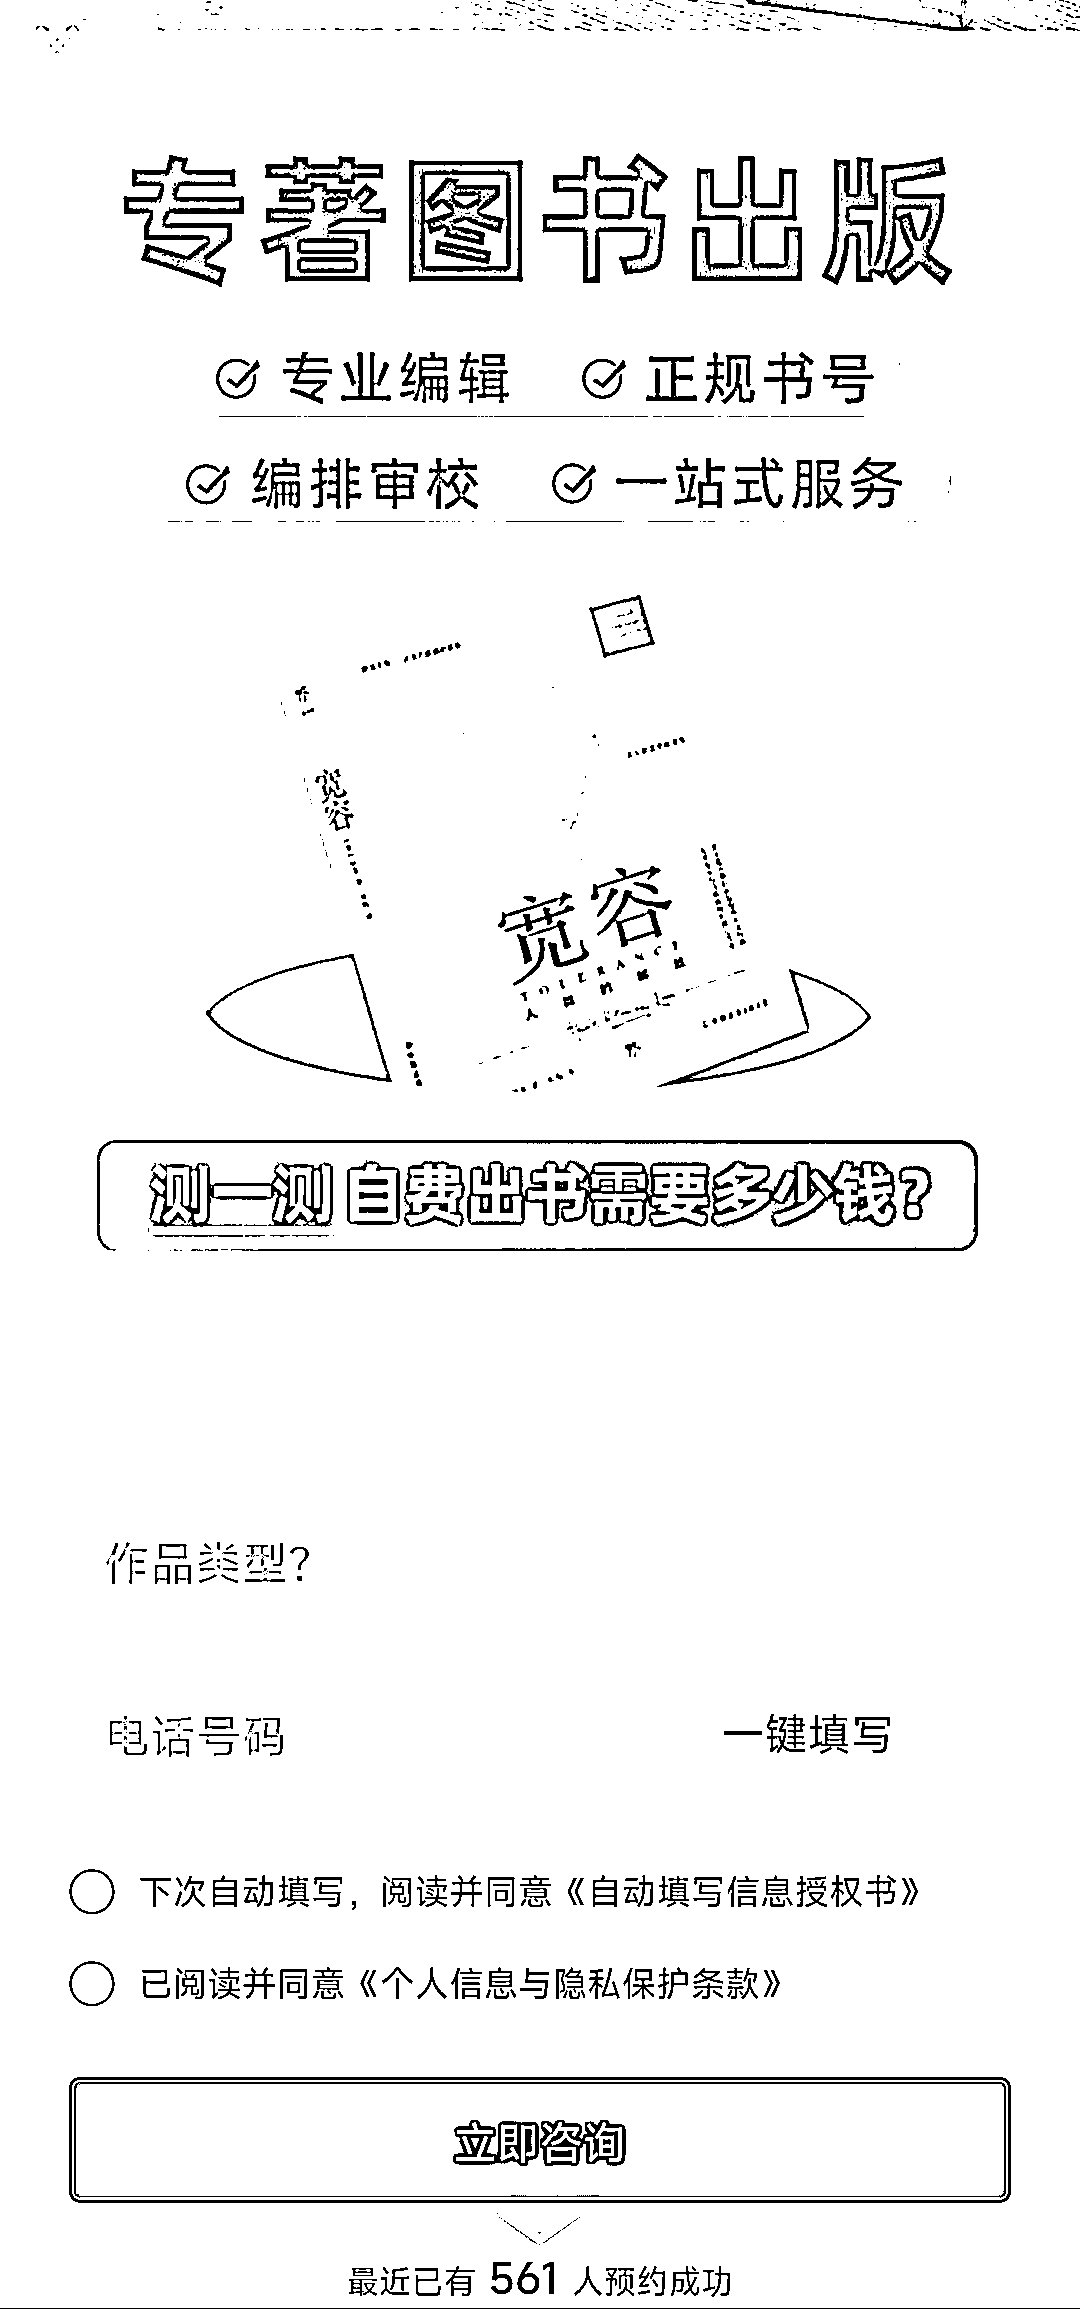 专著图书出版
专业编辑 正规书号
编排审校 一站式服务
宽容
宽容
TOLERANCE
测一测 自费出书需要多少钱?
作品类型?
电话号码 一键填写
下次自动填写，阅读并同意《自动填写信息授权书》
已阅读并同意《个人信息与隐私保护条款》
立即咨询
最近已有 561 人预约成功